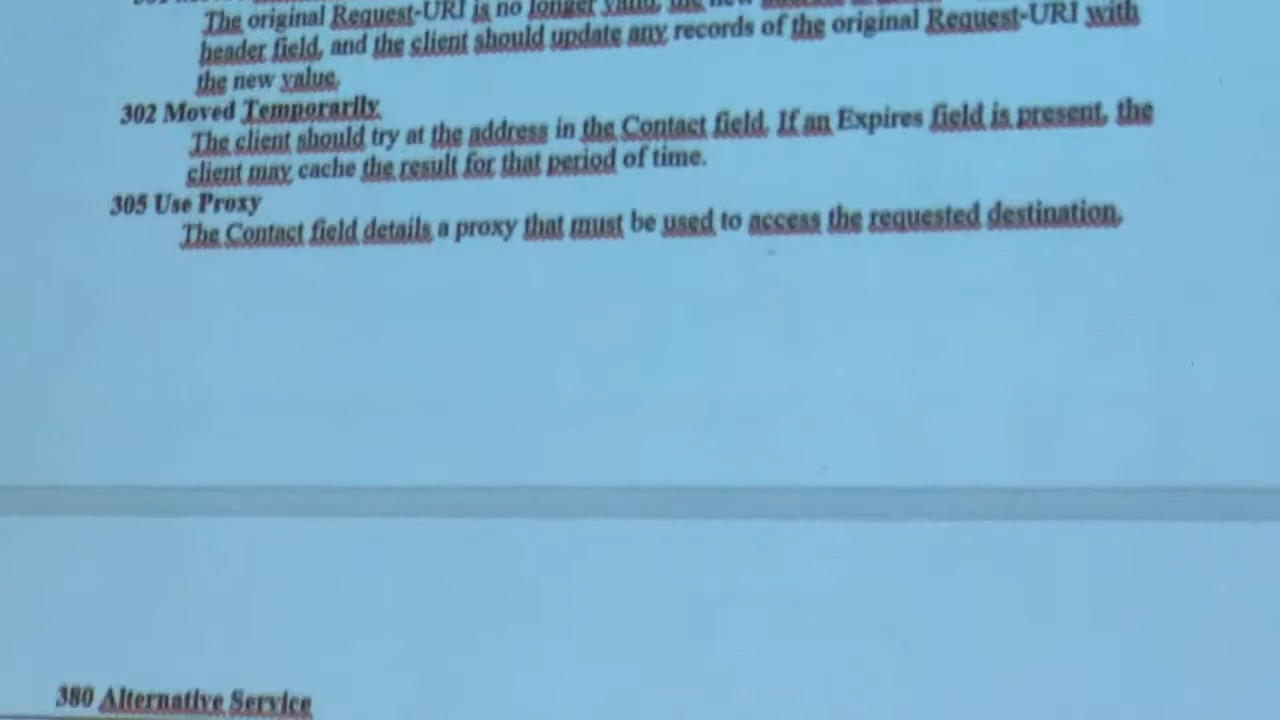 The original Request-URI is no longer valid, the new
header field, and the client should update any records of the original Request-URI with
the new value.
302 Moved Temporarily
The client should try at the address in the Contact field. If an Expires field is present, the
client may cache the result for that period of time.
305 Use Proxy
The Contact field details a proxy that must be used to access the requested destination.
380 Alternative Service